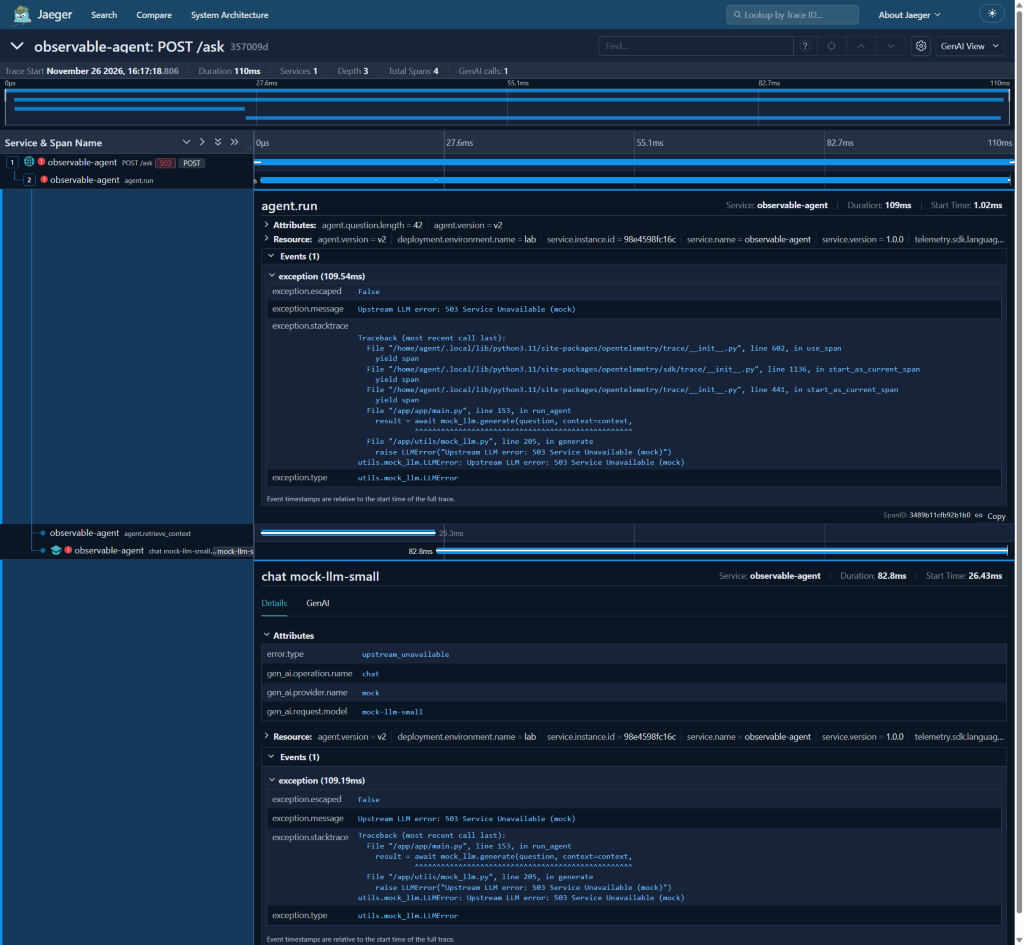 Jaeger Search Compare System Architecture Lookup by Trace ID... About Jaeger
observable-agent: POST /ask 357009d Find... ? GenAI View
Trace Start November 26 2026, 16:17:18.806 Duration 110ms Services 1 Depth 3 Total Spans 4 GenAI calls: 1
0μs 27.6ms 55.1ms 82.7ms 110ms
Service & Span Name 0μs 27.6ms 55.1ms 82.7ms 110ms
1 observable-agent POST /ask 503 POST
2 observable-agent agent.run s
agent.run Service: observable-agent Duration: 109ms Start Time: 1.02ms
Attributes: agent.question.length = 42 agent.version = v2
Resource: agent.version = v2 deployment.environment.name = lab service.instance.id = 98e4598fc16c service.name = observable-agent service.version = 1.0.0 telemetry.sdk.languag...
Events (1)
exception (109.54ms)
exception.escaped False
exception.message Upstream LLM error: 503 Service Unavailable (mock)
exception.stacktrace
Traceback (most recent call last):
File "/home/agent/.local/lib/python3.11/site-packages/opentelemetry/trace/__init__.py", line 602, in use_span
yield span
File "/home/agent/.local/lib/python3.11/site-packages/opentelemetry/sdk/trace/__init__.py", line 1136, in start_as_current_span
yield span
File "/home/agent/.local/lib/python3.11/site-packages/opentelemetry/trace/__init__.py", line 441, in start_as_current_span
yield span
File "/app/app/main.py", line 153, in run_agent
result = await mock_llm.generate(question, context=context,
^^^^^^^^^^^^^^^^^^^^^^^^^^^^^^^^^^^^^^^^^^^^^^^^^^
File "/app/utils/mock_llm.py", line 205, in generate
raise LLMError("Upstream LLM error: 503 Service Unavailable (mock)")
utils.mock_llm.LLMError: Upstream LLM error: 503 Service Unavailable (mock)
exception.type utils.mock_llm.LLMError
Event timestamps are relative to the start time of the full trace.
SpanID: 3489b11cfb92b1b0 Copy
observable-agent agent.retrieve_context 25.3ms
observable-agent chat mock-llm-small... mock-llm-s 82.8ms
chat mock-llm-small Service: observable-agent Duration: 82.8ms Start Time: 26.43ms
Details GenAI
Attributes
error.type upstream_unavailable
gen_ai.operation.name chat
gen_ai.provider.name mock
gen_ai.request.model mock-llm-small
Resource: agent.version = v2 deployment.environment.name = lab service.instance.id = 98e4598fc16c service.name = observable-agent service.version = 1.0.0 telemetry.sdk.languag...
Events (1)
exception (109.19ms)
exception.escaped False
exception.message Upstream LLM error: 503 Service Unavailable (mock)
exception.stacktrace Traceback (most recent call last):
File "/app/app/main.py", line 153, in run_agent
result = await mock_llm.generate(question, context=context,
^^^^^^^^^^^^^^^^^^^^^^^^^^^^^^^^^^^^^^^^^^^^^^^^^^
File "/app/utils/mock_llm.py", line 205, in generate
raise LLMError("Upstream LLM error: 503 Service Unavailable (mock)")
utils.mock_llm.LLMError: Upstream LLM error: 503 Service Unavailable (mock)
exception.type utils.mock_llm.LLMError
Event timestamps are relative to the start time of the full trace.